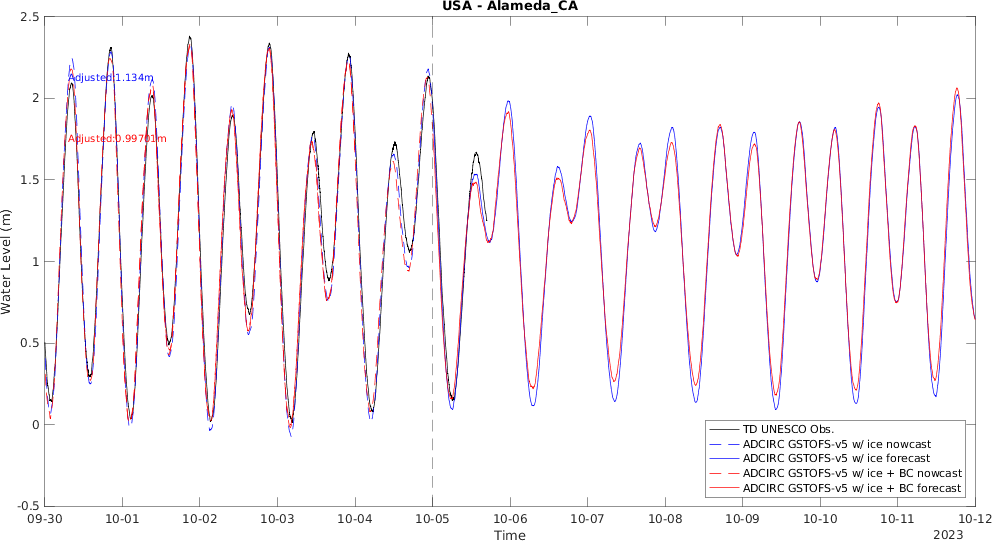 USA - Alameda_CA
2.5
2
1.5
1
0.5
0
-0.5
Water Level (m)
Adjusted:1.134m
Adjusted:0.99701m
TD UNESCO Obs.
ADCIRC GSTOFS-v5 w/ ice nowcast
ADCIRC GSTOFS-v5 w/ ice forecast
ADCIRC GSTOFS-v5 w/ ice + BC nowcast
ADCIRC GSTOFS-v5 w/ ice + BC forecast
09-30 10-01 10-02 10-03 10-04 10-05 10-06 10-07 10-08 10-09 10-10 10-11 10-12
Time
2023